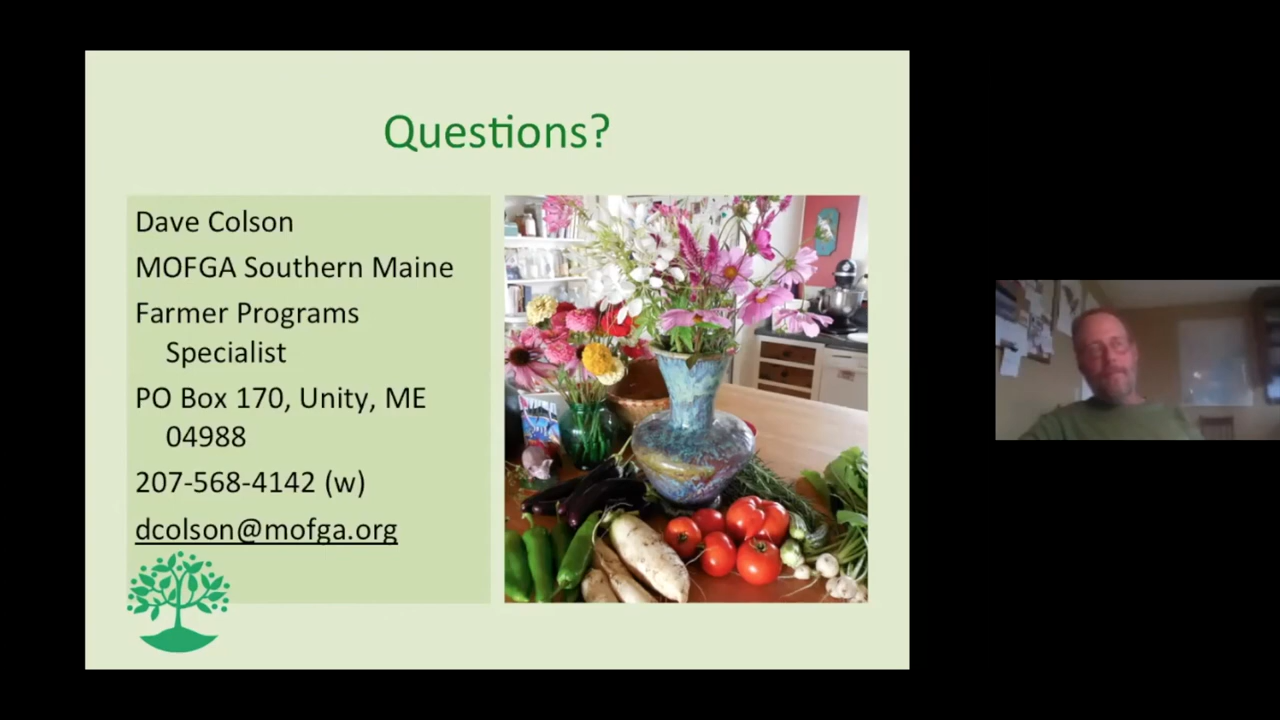 Questions?
Dave Colson
MOFGA Southern Maine
Farmer Programs
Specialist
PO Box 170, Unity, ME
04988
207-568-4142 (w)
dcolson@mofga.org